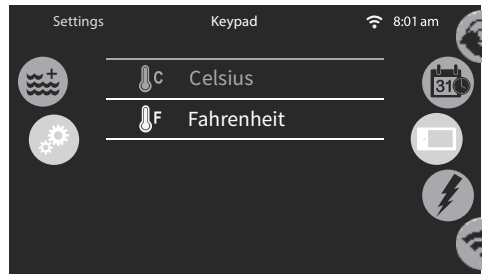 Settings
Keypad
8:01 am
C Celsius
31
F Fahrenheit